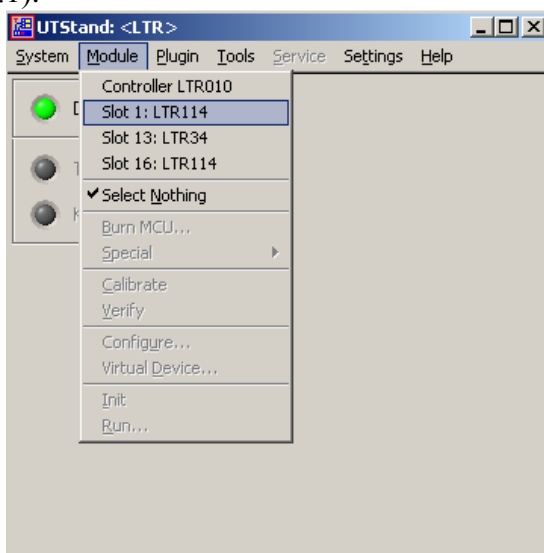 .1).
UTStand: <LTR>
System Module Plugin Tools Service Settings Help
Controller LTR010
Slot 1: LTR114
Slot 13: LTR34
Slot 16: LTR114
Select Nothing
Burn MCU...
Special
Calibrate
Verify
Configure...
Virtual Device...
Init
Run...